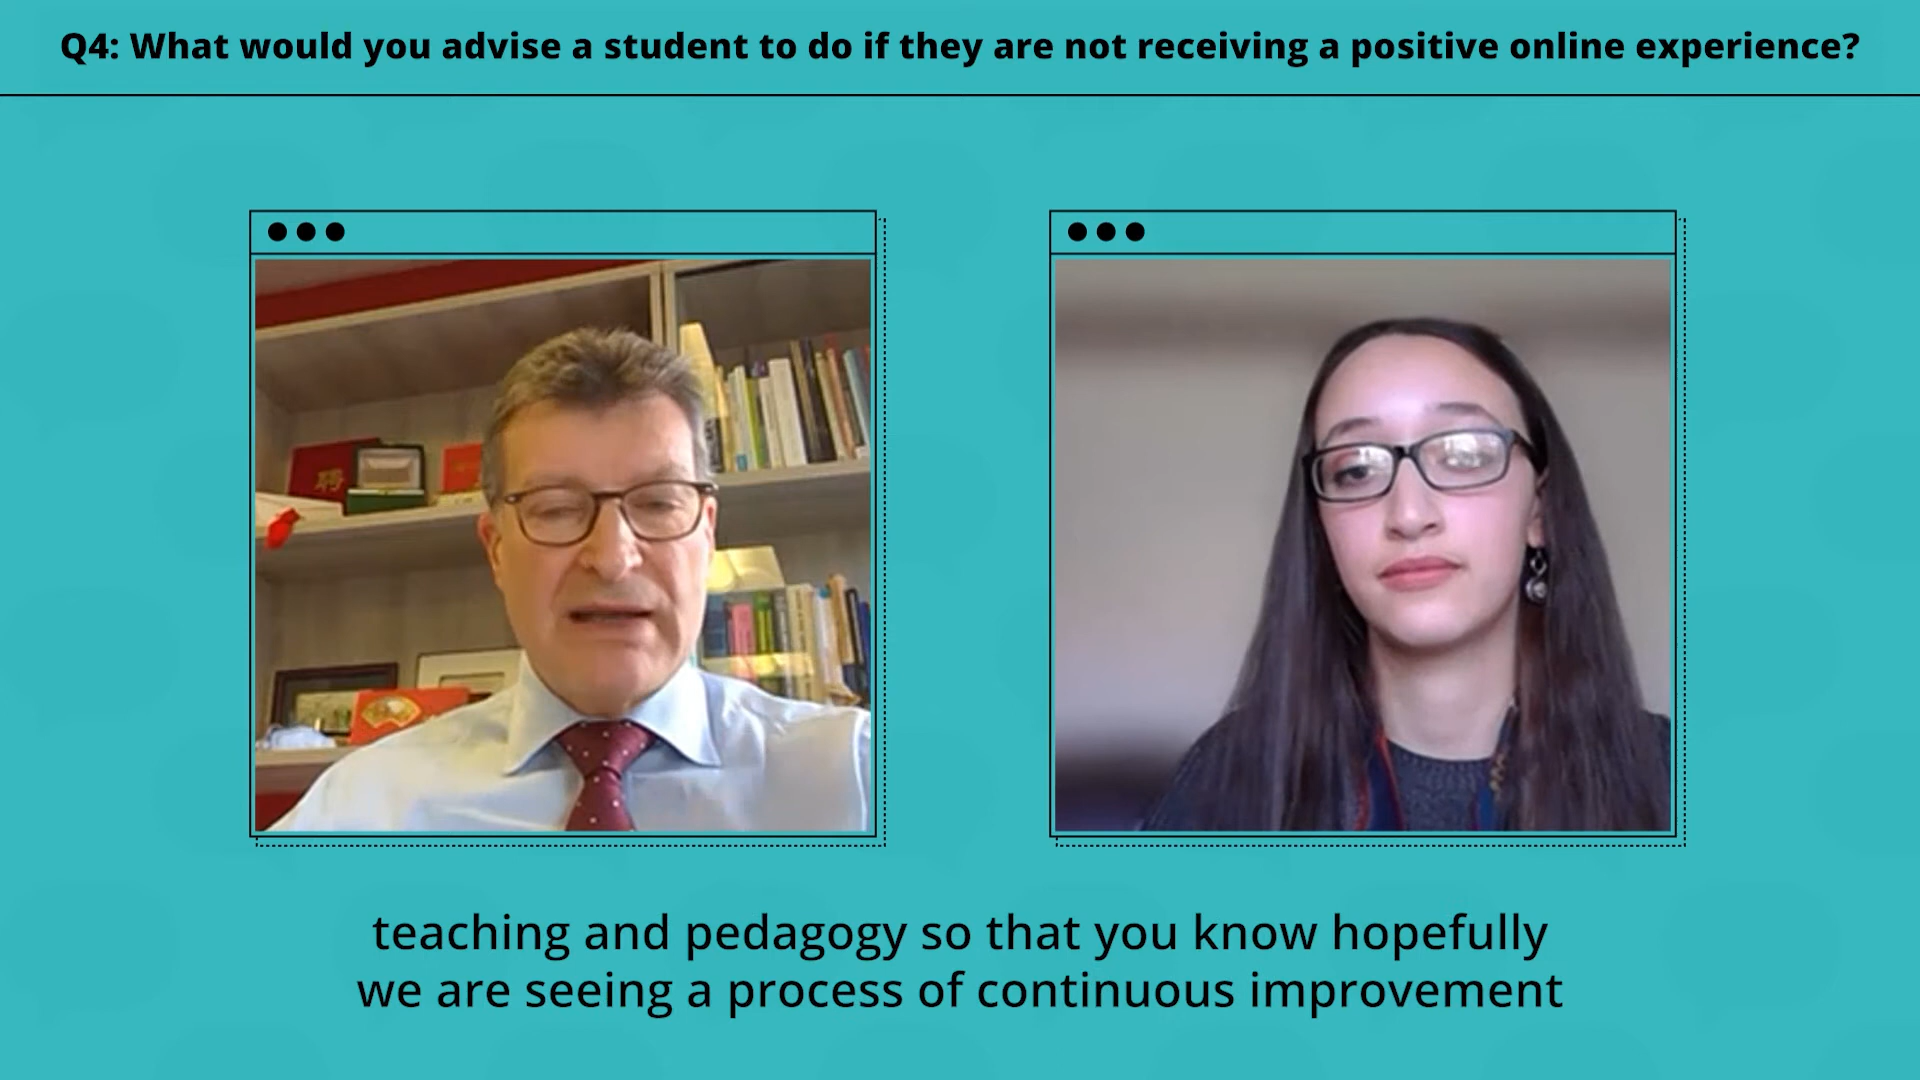 Q4: What would you advise a student to do if they are not receiving a positive online experience?
聘
teaching and pedagogy so that you know hopefully
we are seeing a process of continuous improvement